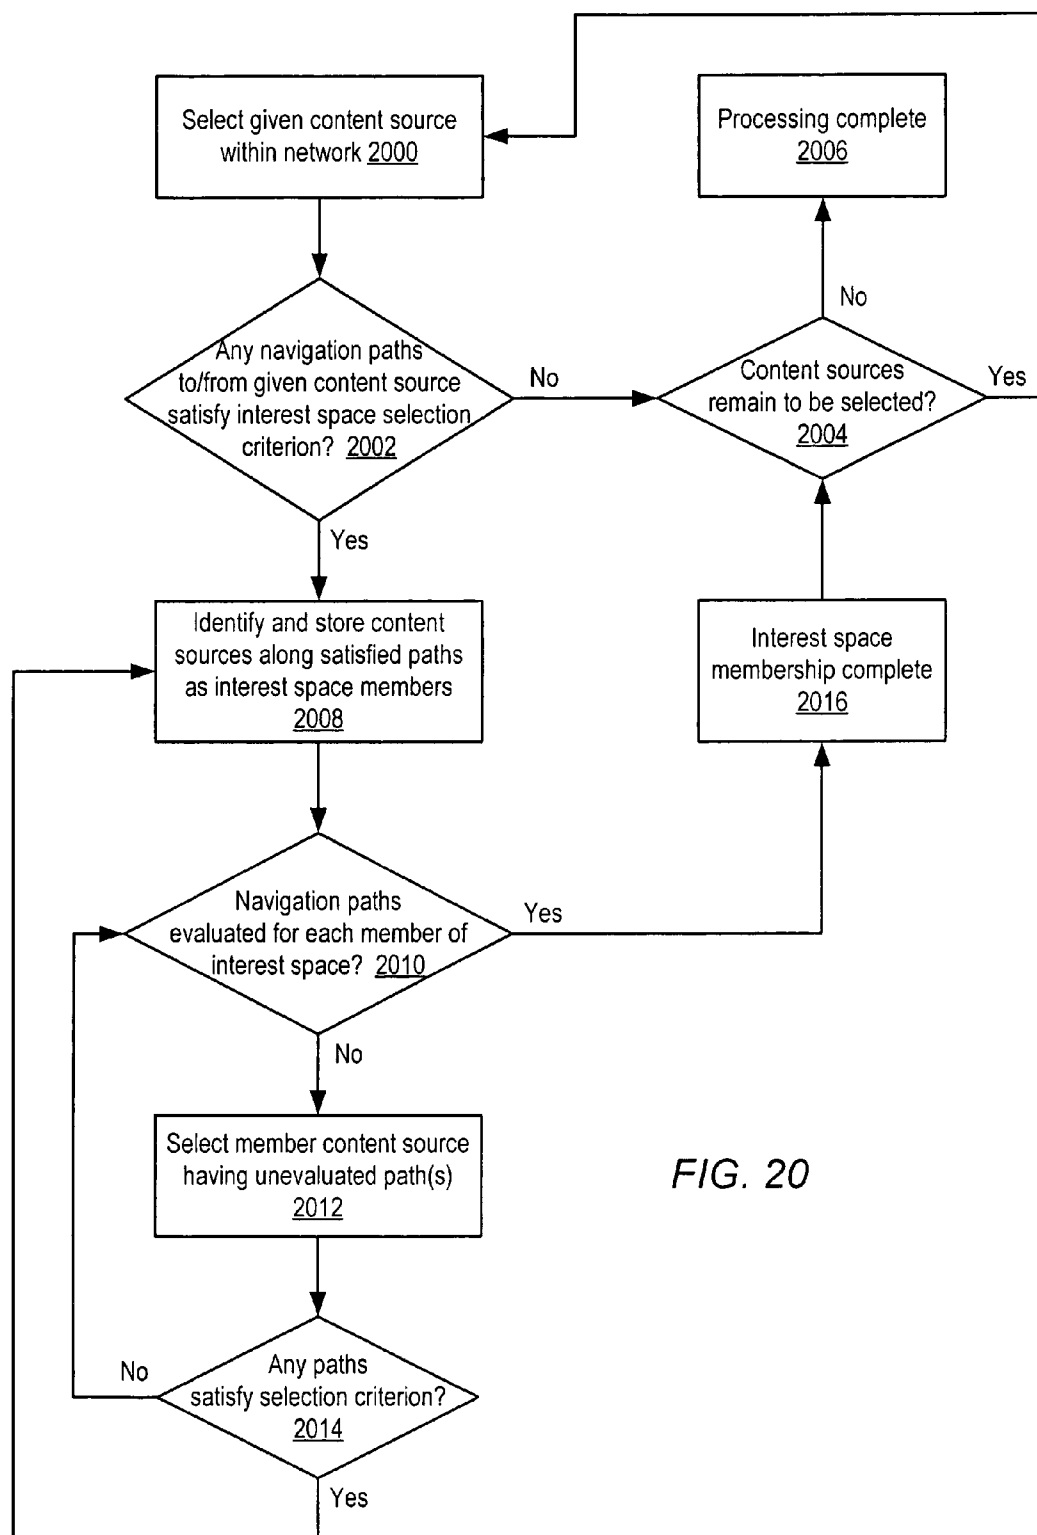 Select given content source
within network 2000
Processing complete
2006
Any navigation paths
to/from given content source
satisfy interest space selection
criterion? 2002
No
No
Content sources
remain to be selected?
2004
Yes
Yes
Identify and store content
sources along satisfied paths
as interest space members
2008
Interest space
membership complete
2016
Navigation paths
evaluated for each member of
interest space? 2010
Yes
No
Select member content source
having unevaluated path(s)
2012
FIG. 20
No
Any paths
satisfy selection criterion?
2014
Yes